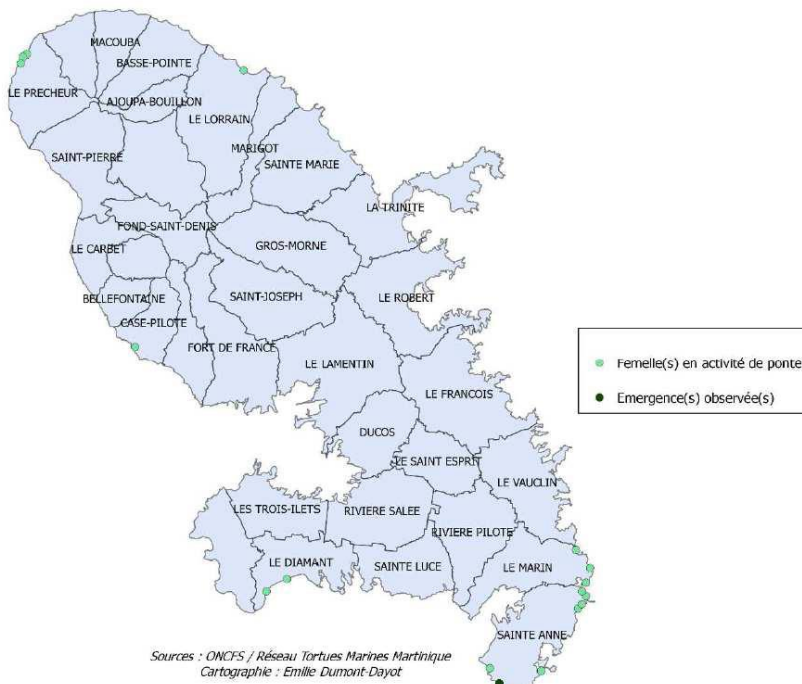 MACOUBA
BASSE-POINTE
LE PRECHEUR
AJOUPA-BOUILLON
LE LORRAIN
MARIGOT
SAINT-PIERRE
SAINTE MARIE
LA TRINITE
FOND-SAINT-DENIS
LE CARBET
GROS-MORNE
BELLEFONTAINE
SAINT-JOSEPH
LE ROBERT
CASE-PILOTE
FORT DE FRANCE
LE LAMENTIN
Femelle(s) en activité de ponte
LE FRANCOIS
Emergence(s) observée(s)
DUCOS
LE SAINT ESPRIT
LE VAUCLIN
LES TROIS-ILETS
RIVIERE SALEE
RIVIERE PILOTE
LE DIAMANT
SAINTE LUCE
LE MARIN
SAINTE ANNE
Sources : ONCFS / Réseau Tortues Marines Martinique
Cartographie : Emilie Dumont-Dayot